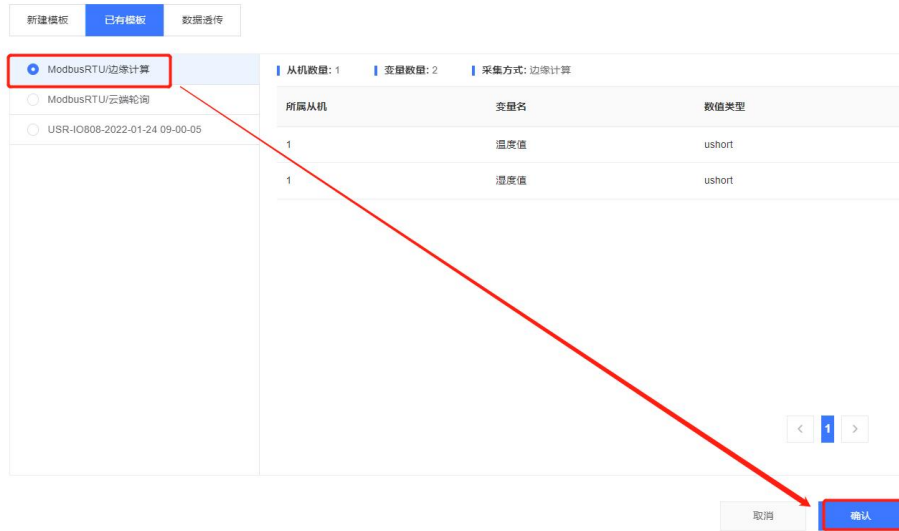 新建模板 已有模板 数据透传
ModbusRTU/边缘计算
ModbusRTU/云端轮询
USR-IO808-2022-01-24 09-00-05
从机数量: 1 变量数量: 2 采集方式: 边缘计算
所属从机 变量名 数值类型
1 温度值 ushort
1 湿度值 ushort
< 1 >
取消 确认